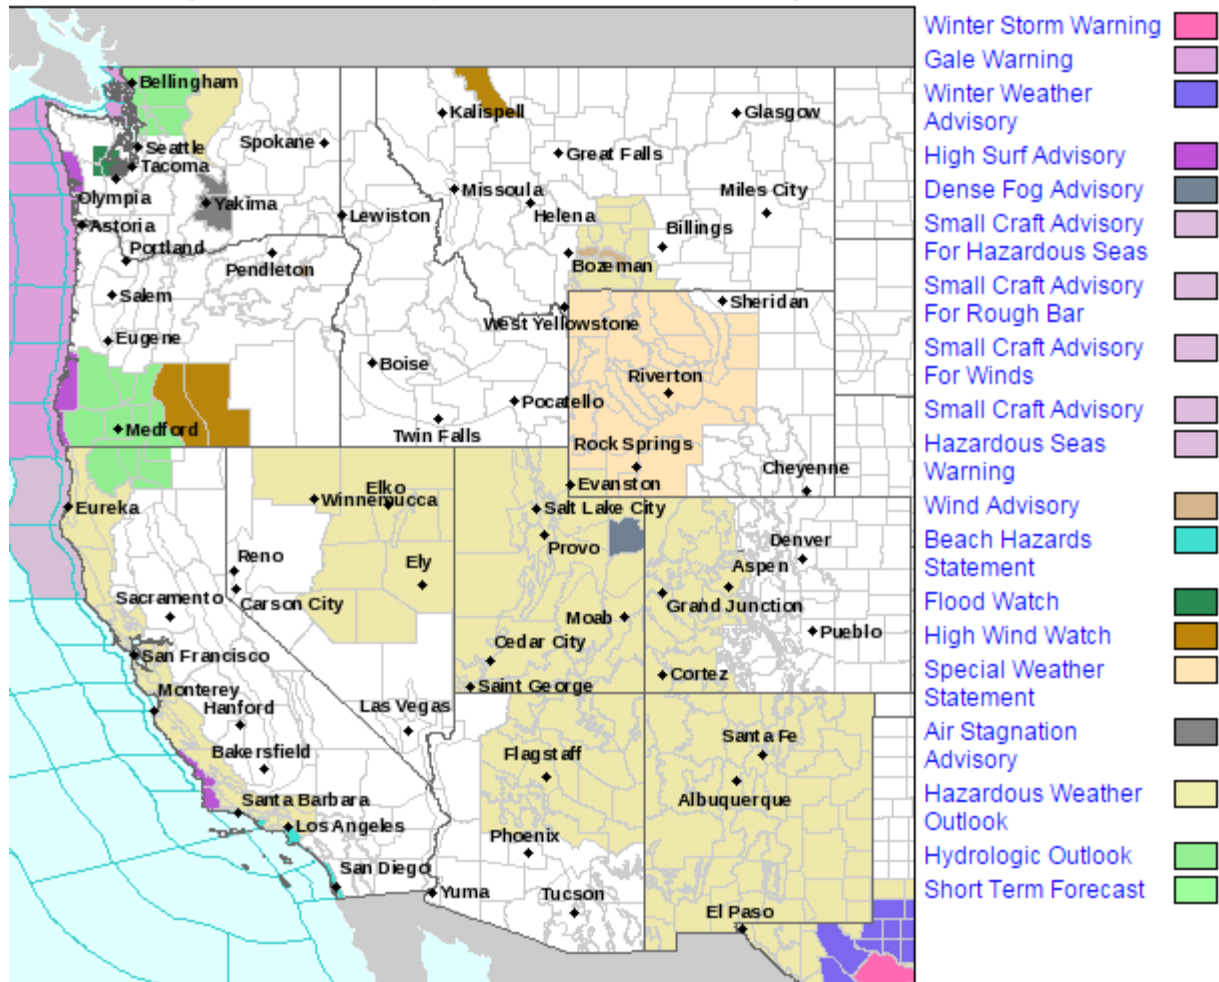 Winter Storm Warning
Gale Warning
Winter Weather
Advisory
High Surf Advisory
Dense Fog Advisory
Small Craft Advisory
For Hazardous Seas
Small Craft Advisory
For Rough Bar
Small Craft Advisory
For Winds
Small Craft Advisory
Hazardous Seas
Warning
Wind Advisory
Beach Hazards
Statement
Flood Watch
High Wind Watch
Special Weather
Statement
Air Stagnation
Advisory
Hazardous Weather
Outlook
Hydrologic Outlook
Short Term Forecast
Bellingham
Kalispell
Glasgow
Seattle
Spokane
Great Falls
Tacoma
Olympia
Yakima
Missoula
Miles City
Helena
Lewiston
Astoria
Billings
Portland
Pendleton
Bozeman
Salem
Sheridan
West Yellowstone
Eugene
Boise
Riverton
Pocatello
Medford
Twin Falls
Rock Springs
Cheyenne
Evanston
Elko
Winnemucca
Eureka
Salt Lake City
Provo
Denver
Reno
Ely
Aspen
Sacramento
Carson City
Grand Junction
Moab
Pueblo
Cedar City
San Francisco
Cortez
Saint George
Monterey
Hanford
Las Vegas
Santa Fe
Bakersfield
Flagstaff
Albuquerque
Santa Barbara
Los Angeles
Phoenix
San Diego
Yuma
Tucson
El Paso